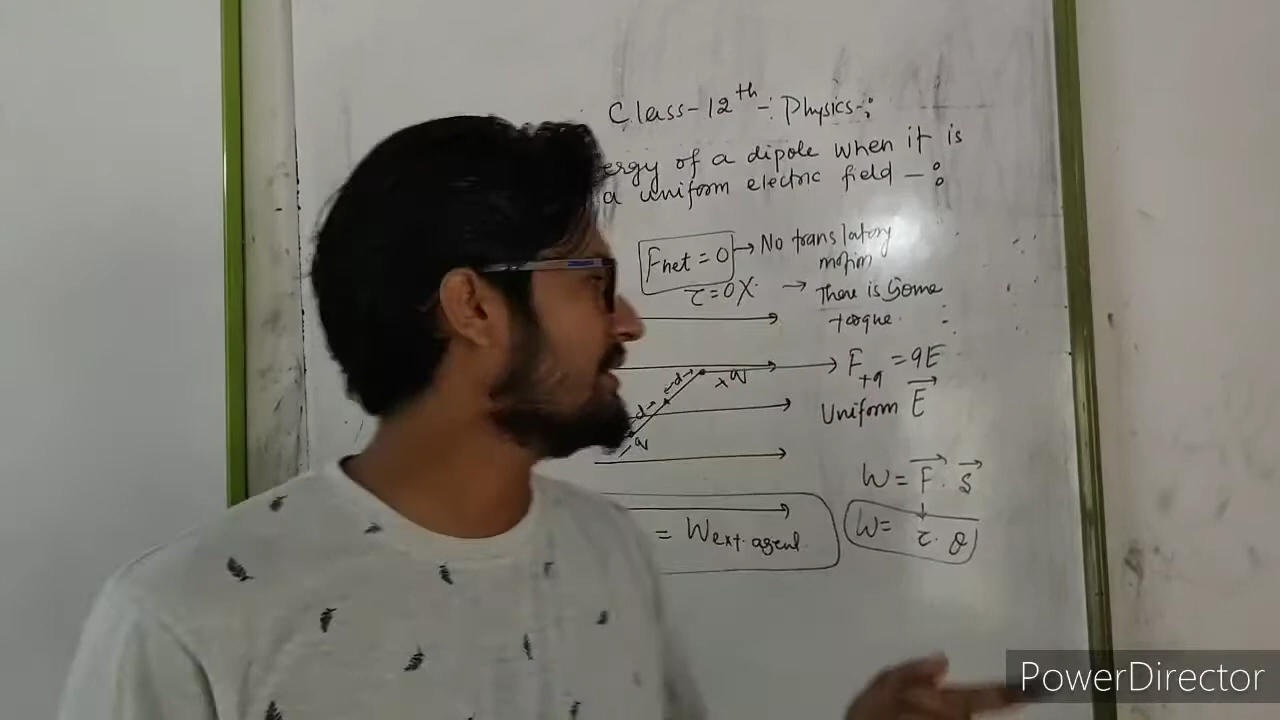 Class-12th-: Physics-:
ergy of a dipole when it is
a uniform electric field -:
Fnet = 0 → No translatory
motion
τ=0X. → There is some
torque.
F+q = qE
+q
d
d
-q
Uniform E→
W = F→. S→
W= τ. θ
= Wext. agent.
PowerDirector